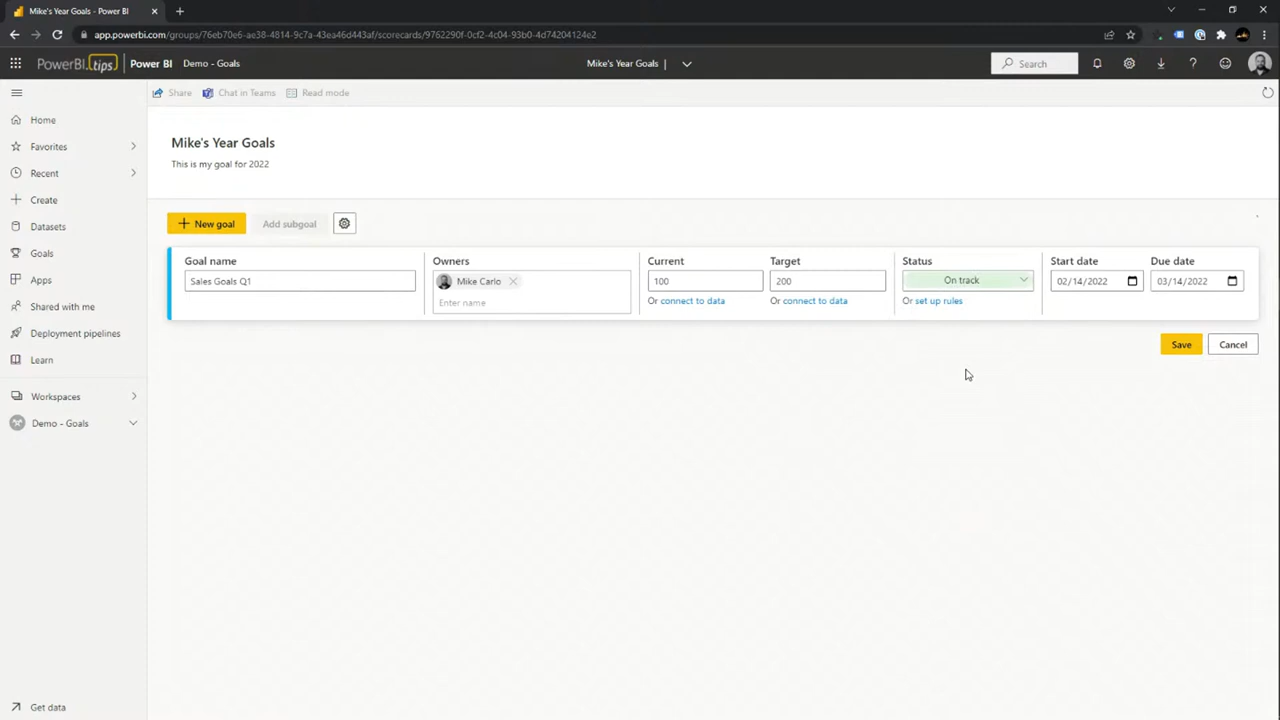 Mike's Year Goals - Power BI
app.powerbi.com/groups/76eb70e6-ae38-4814-9c7a-43ea46d443af/scorecards/9762290f-0cf2-4c04-93b0-4d74204124e2
PowerBI.tips Power BI Demo - Goals Mike's Year Goals | Search
Share Chat in Teams Read mode
Home
Favorites
Recent
Create
Datasets
Goals
Apps
Shared with me
Deployment pipelines
Learn
Workspaces
Demo - Goals
Get data
Mike's Year Goals
This is my goal for 2022
New goal Add subgoal
Goal name Owners Current Target Status Start date Due date
Sales Goals Q1 Mike Carlo 100 200 On track 02/14/2022 03/14/2022
Enter name Or connect to data Or connect to data Or set up rules
Save Cancel